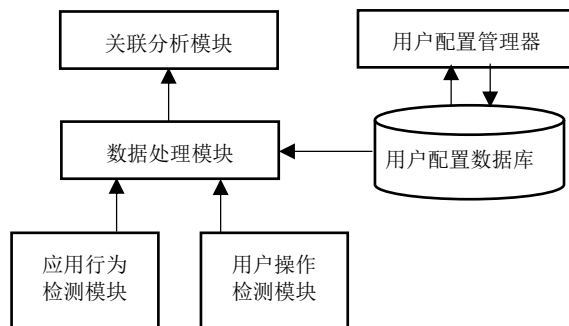 关联分析模块
用户配置管理器
数据处理模块
用户配置数据库
应用行为
检测模块
用户操作
检测模块